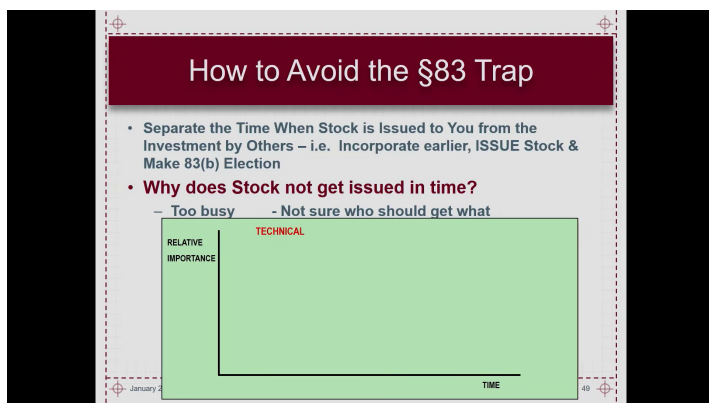 How to Avoid the §83 Trap
• Separate the Time When Stock is Issued to You from the
Investment by Others – i.e. Incorporate earlier, ISSUE Stock &
Make 83(b) Election
• Why does Stock not get issued in time?
– Too busy - Not sure who should get what
TECHNICAL
RELATIVE
IMPORTANCE
TIME
January 2
49